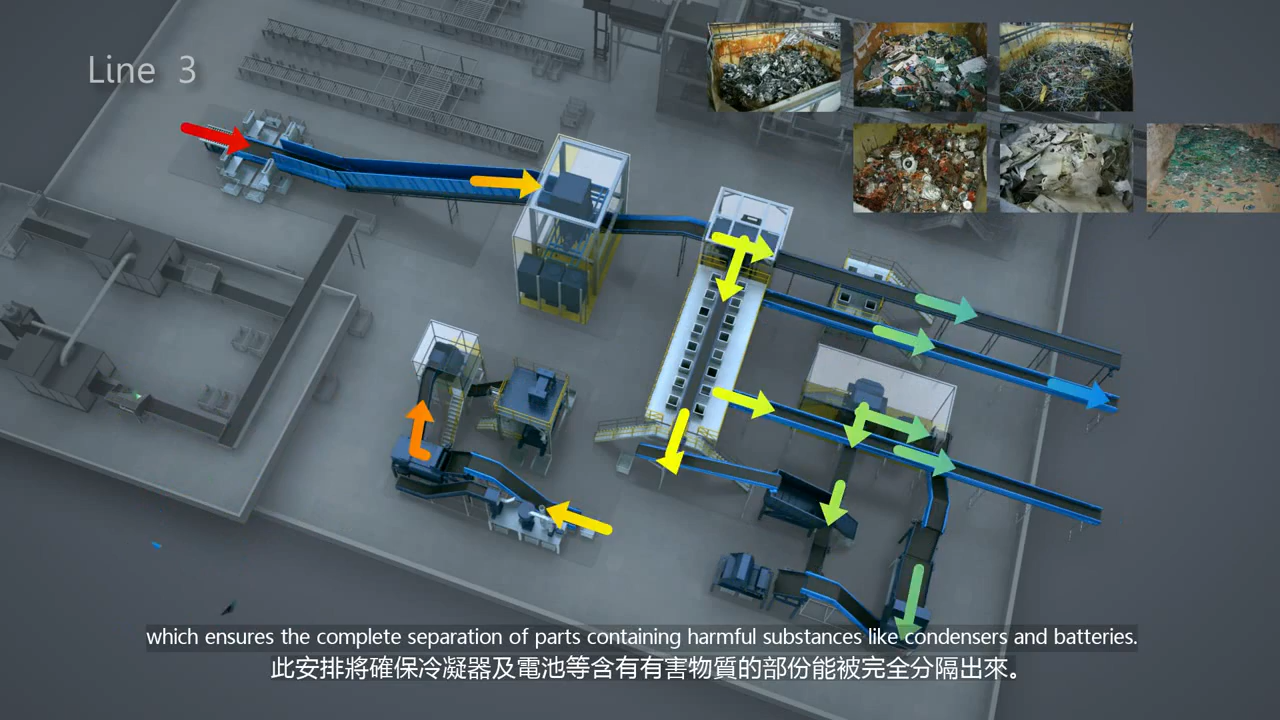 Line 3
which ensures the complete separation of parts containing harmful substances like condensers and batteries.
此安排將確保冷凝器及電池等含有有害物質的部份能被完全分隔出來。